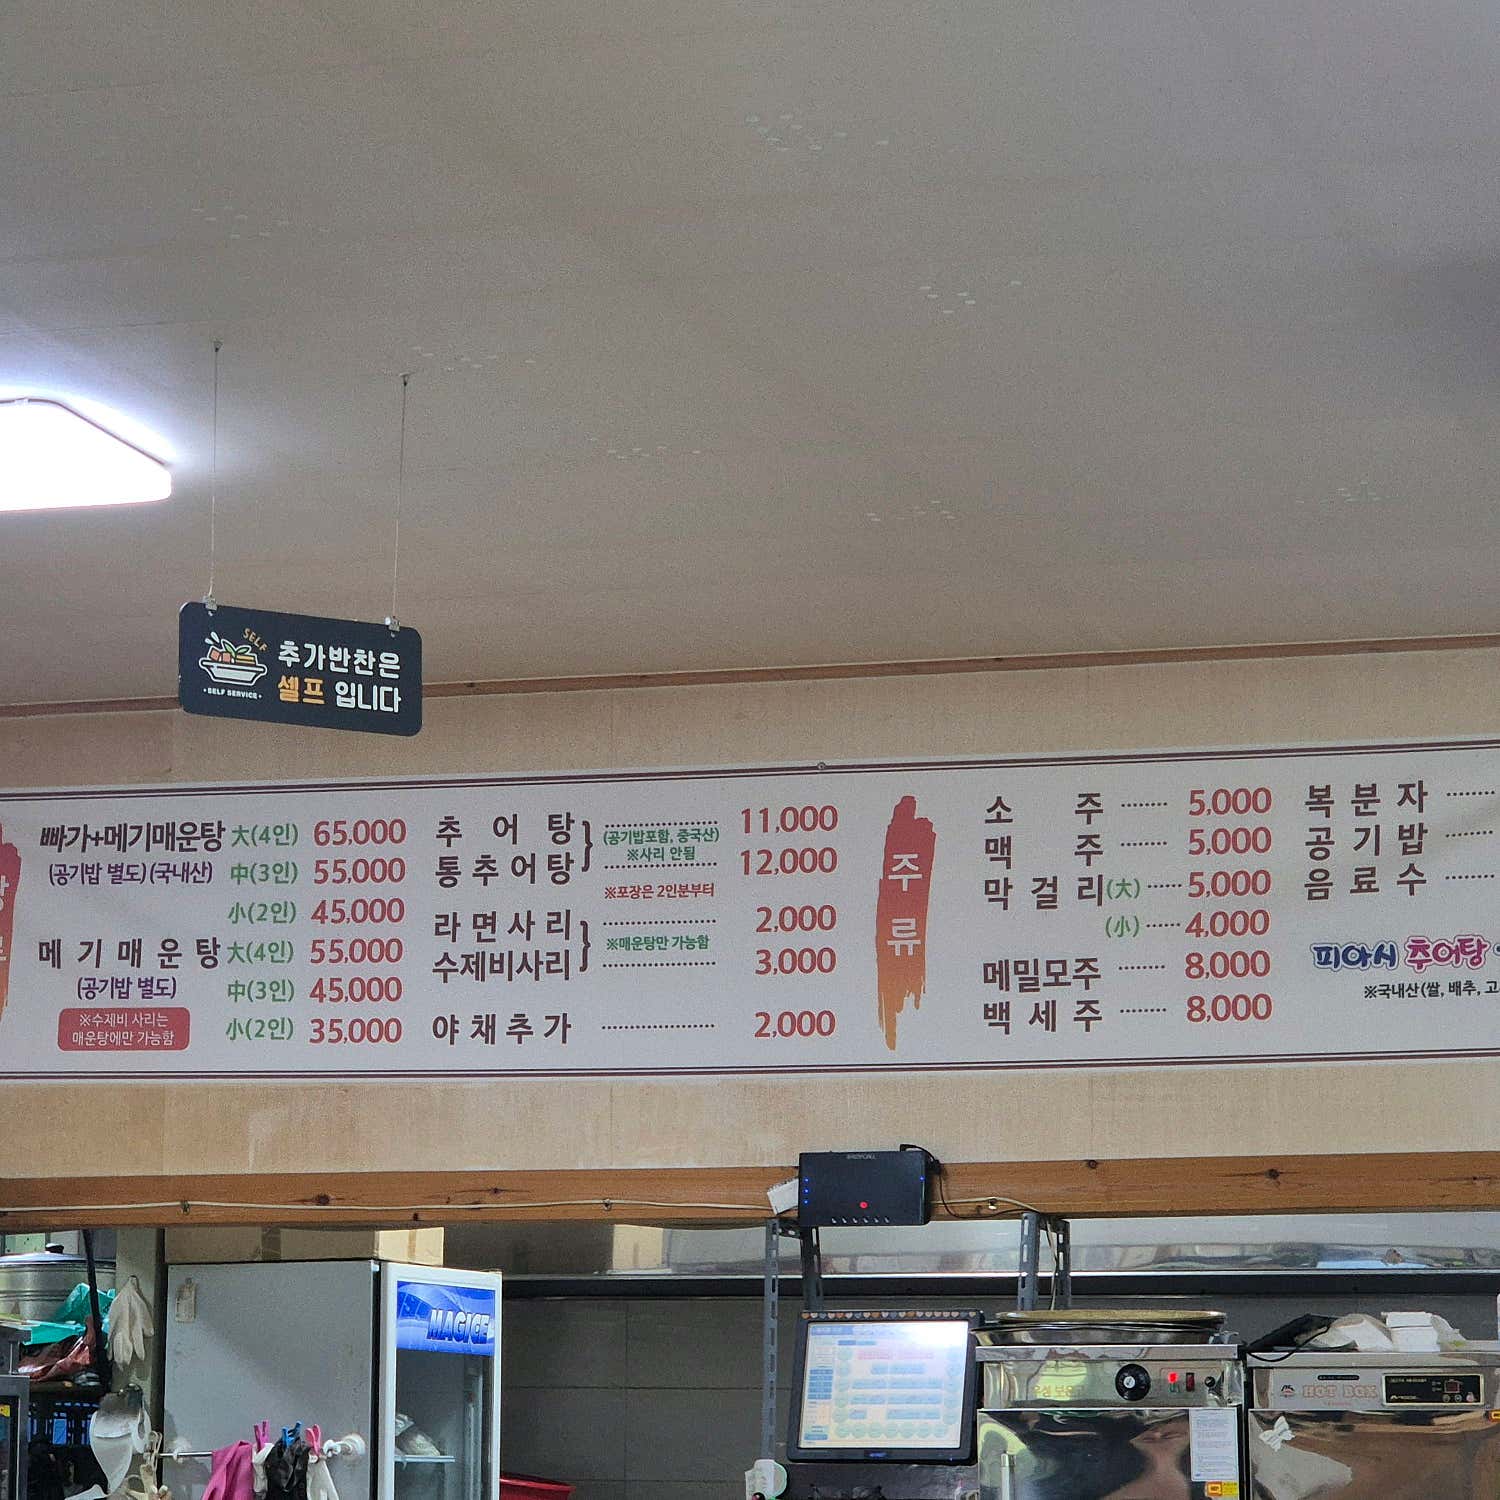 SELF
추가반찬은
셀프 입니다
• SELF SERVICE •
빠가+메기매운탕 大(4인) 65,000
(공기밥 별도)(국내산) 中(3인) 55,000
小(2인) 45,000
메기매운탕 大(4인) 55,000
(공기밥 별도) 中(3인) 45,000
小(2인) 35,000
※수제비 사리는
매운탕에만 가능함
추어탕 11,000
통추어탕 12,000
(공기밥포함, 중국산)
※사리 안됨
※포장은 2인분부터
라면사리 2,000
수제비사리 3,000
※매운탕만 가능함
야채추가 2,000
주류
소주 5,000
맥주 5,000
막걸리(大) 5,000
(小) 4,000
메밀모주 8,000
백세주 8,000
복분자
공기밥
음료수
피아시 추어탕
※국내산(쌀, 배추, 고
MAGICE
HOT BOX